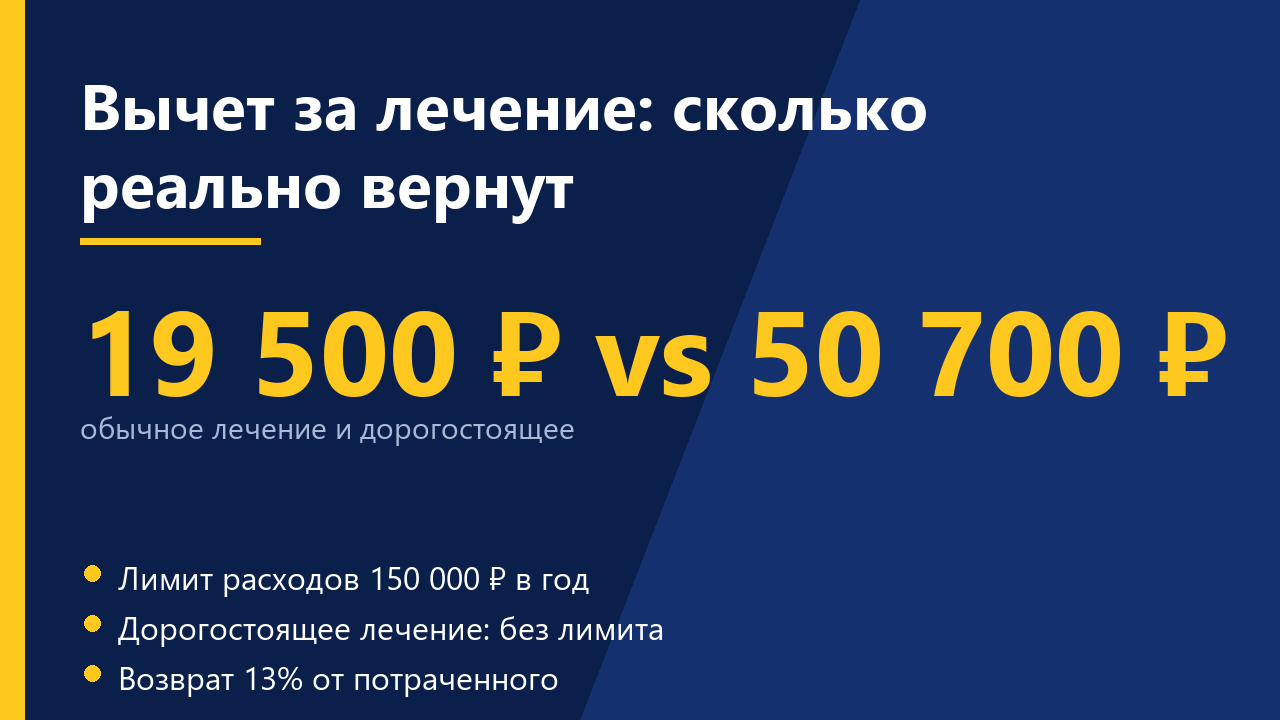 Вычет за лечение: сколько
реально вернут
19 500 ₽ vs 50 700 ₽
обычное лечение и дорогостоящее
Лимит расходов 150 000 ₽ в год
Дорогостоящее лечение: без лимита
Возврат 13% от потраченного